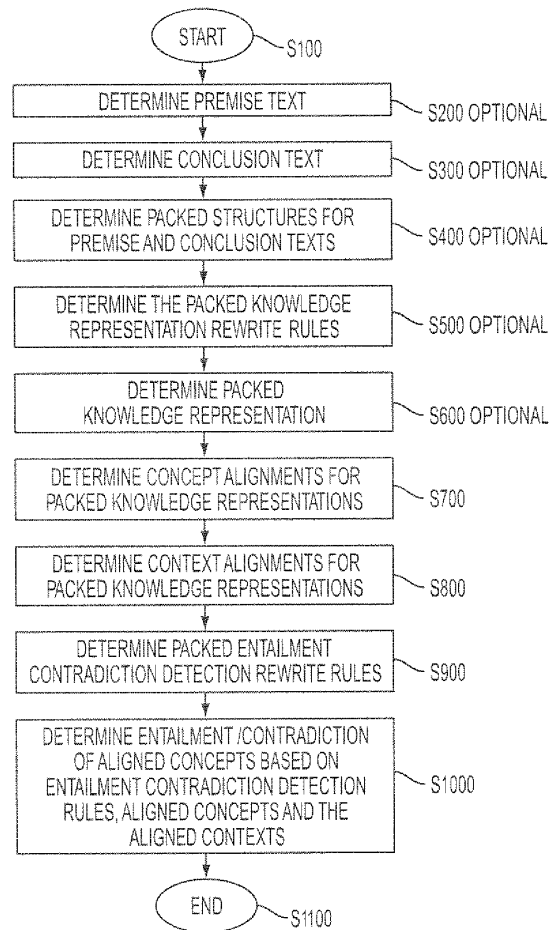 START
S100
DETERMINE PREMISE TEXT
S200 OPTIONAL
DETERMINE CONCLUSION TEXT
S300 OPTIONAL
DETERMINE PACKED STRUCTURES FOR
PREMISE AND CONCLUSION TEXTS
S400 OPTIONAL
DETERMINE THE PACKED KNOWLEDGE
REPRESENTATION REWRITE RULES
S500 OPTIONAL
DETERMINE PACKED
KNOWLEDGE REPRESENTATION
S600 OPTIONAL
DETERMINE CONCEPT ALIGNMENTS FOR
PACKED KNOWLEDGE REPRESENTATIONS
S700
DETERMINE CONTEXT ALIGNMENTS FOR
PACKED KNOWLEDGE REPRESENTATIONS
S800
DETERMINE PACKED ENTAILMENT
CONTRADICTION DETECTION REWRITE RULES
S900
DETERMINE ENTAILMENT /CONTRADICTION
OF ALIGNED CONCEPTS BASED ON
ENTAILMENT CONTRADICTION DETECTION
RULES, ALIGNED CONCEPTS AND THE
ALIGNED CONTEXTS
S1000
END
S1100